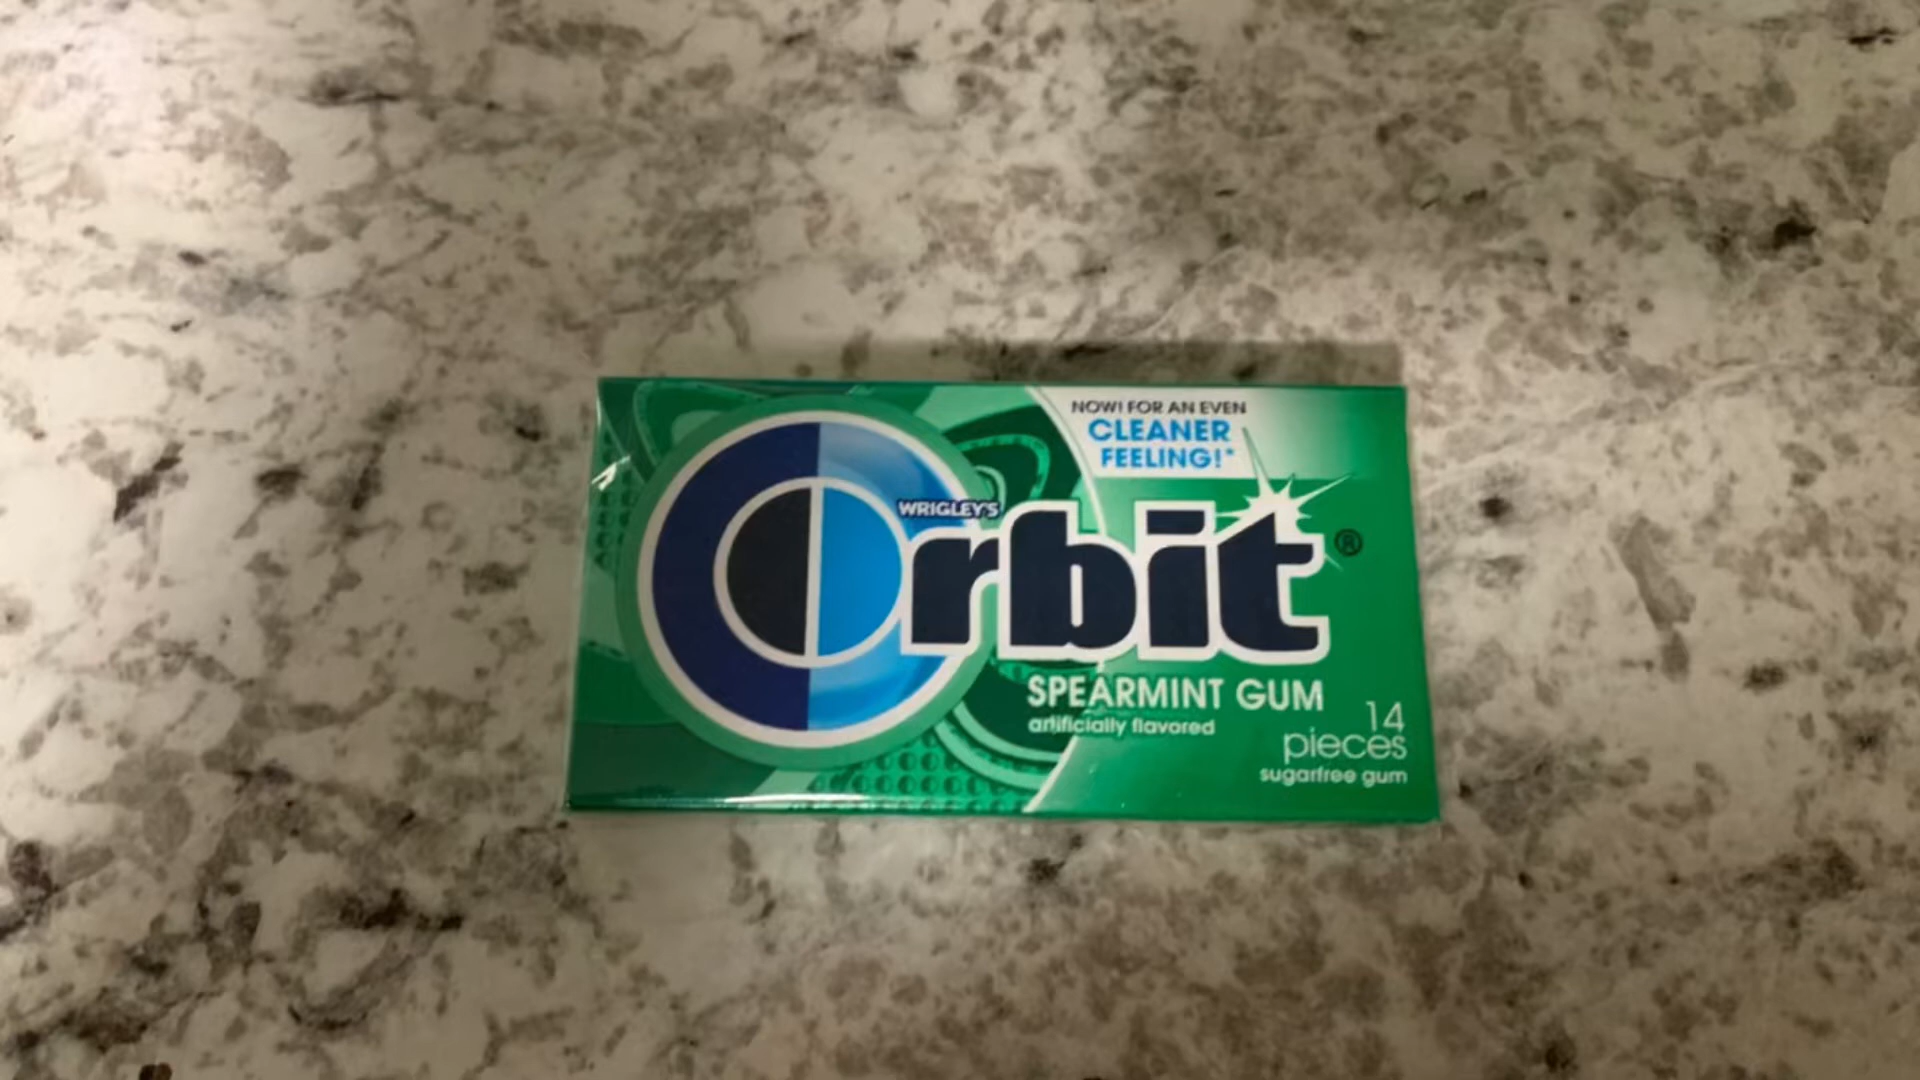 NOW! FOR AN EVEN
CLEANER
FEELING!*
WRIGLEY'S
Orbit®
SPEARMINT GUM
artificially flavored
14
pieces
sugarfree gum